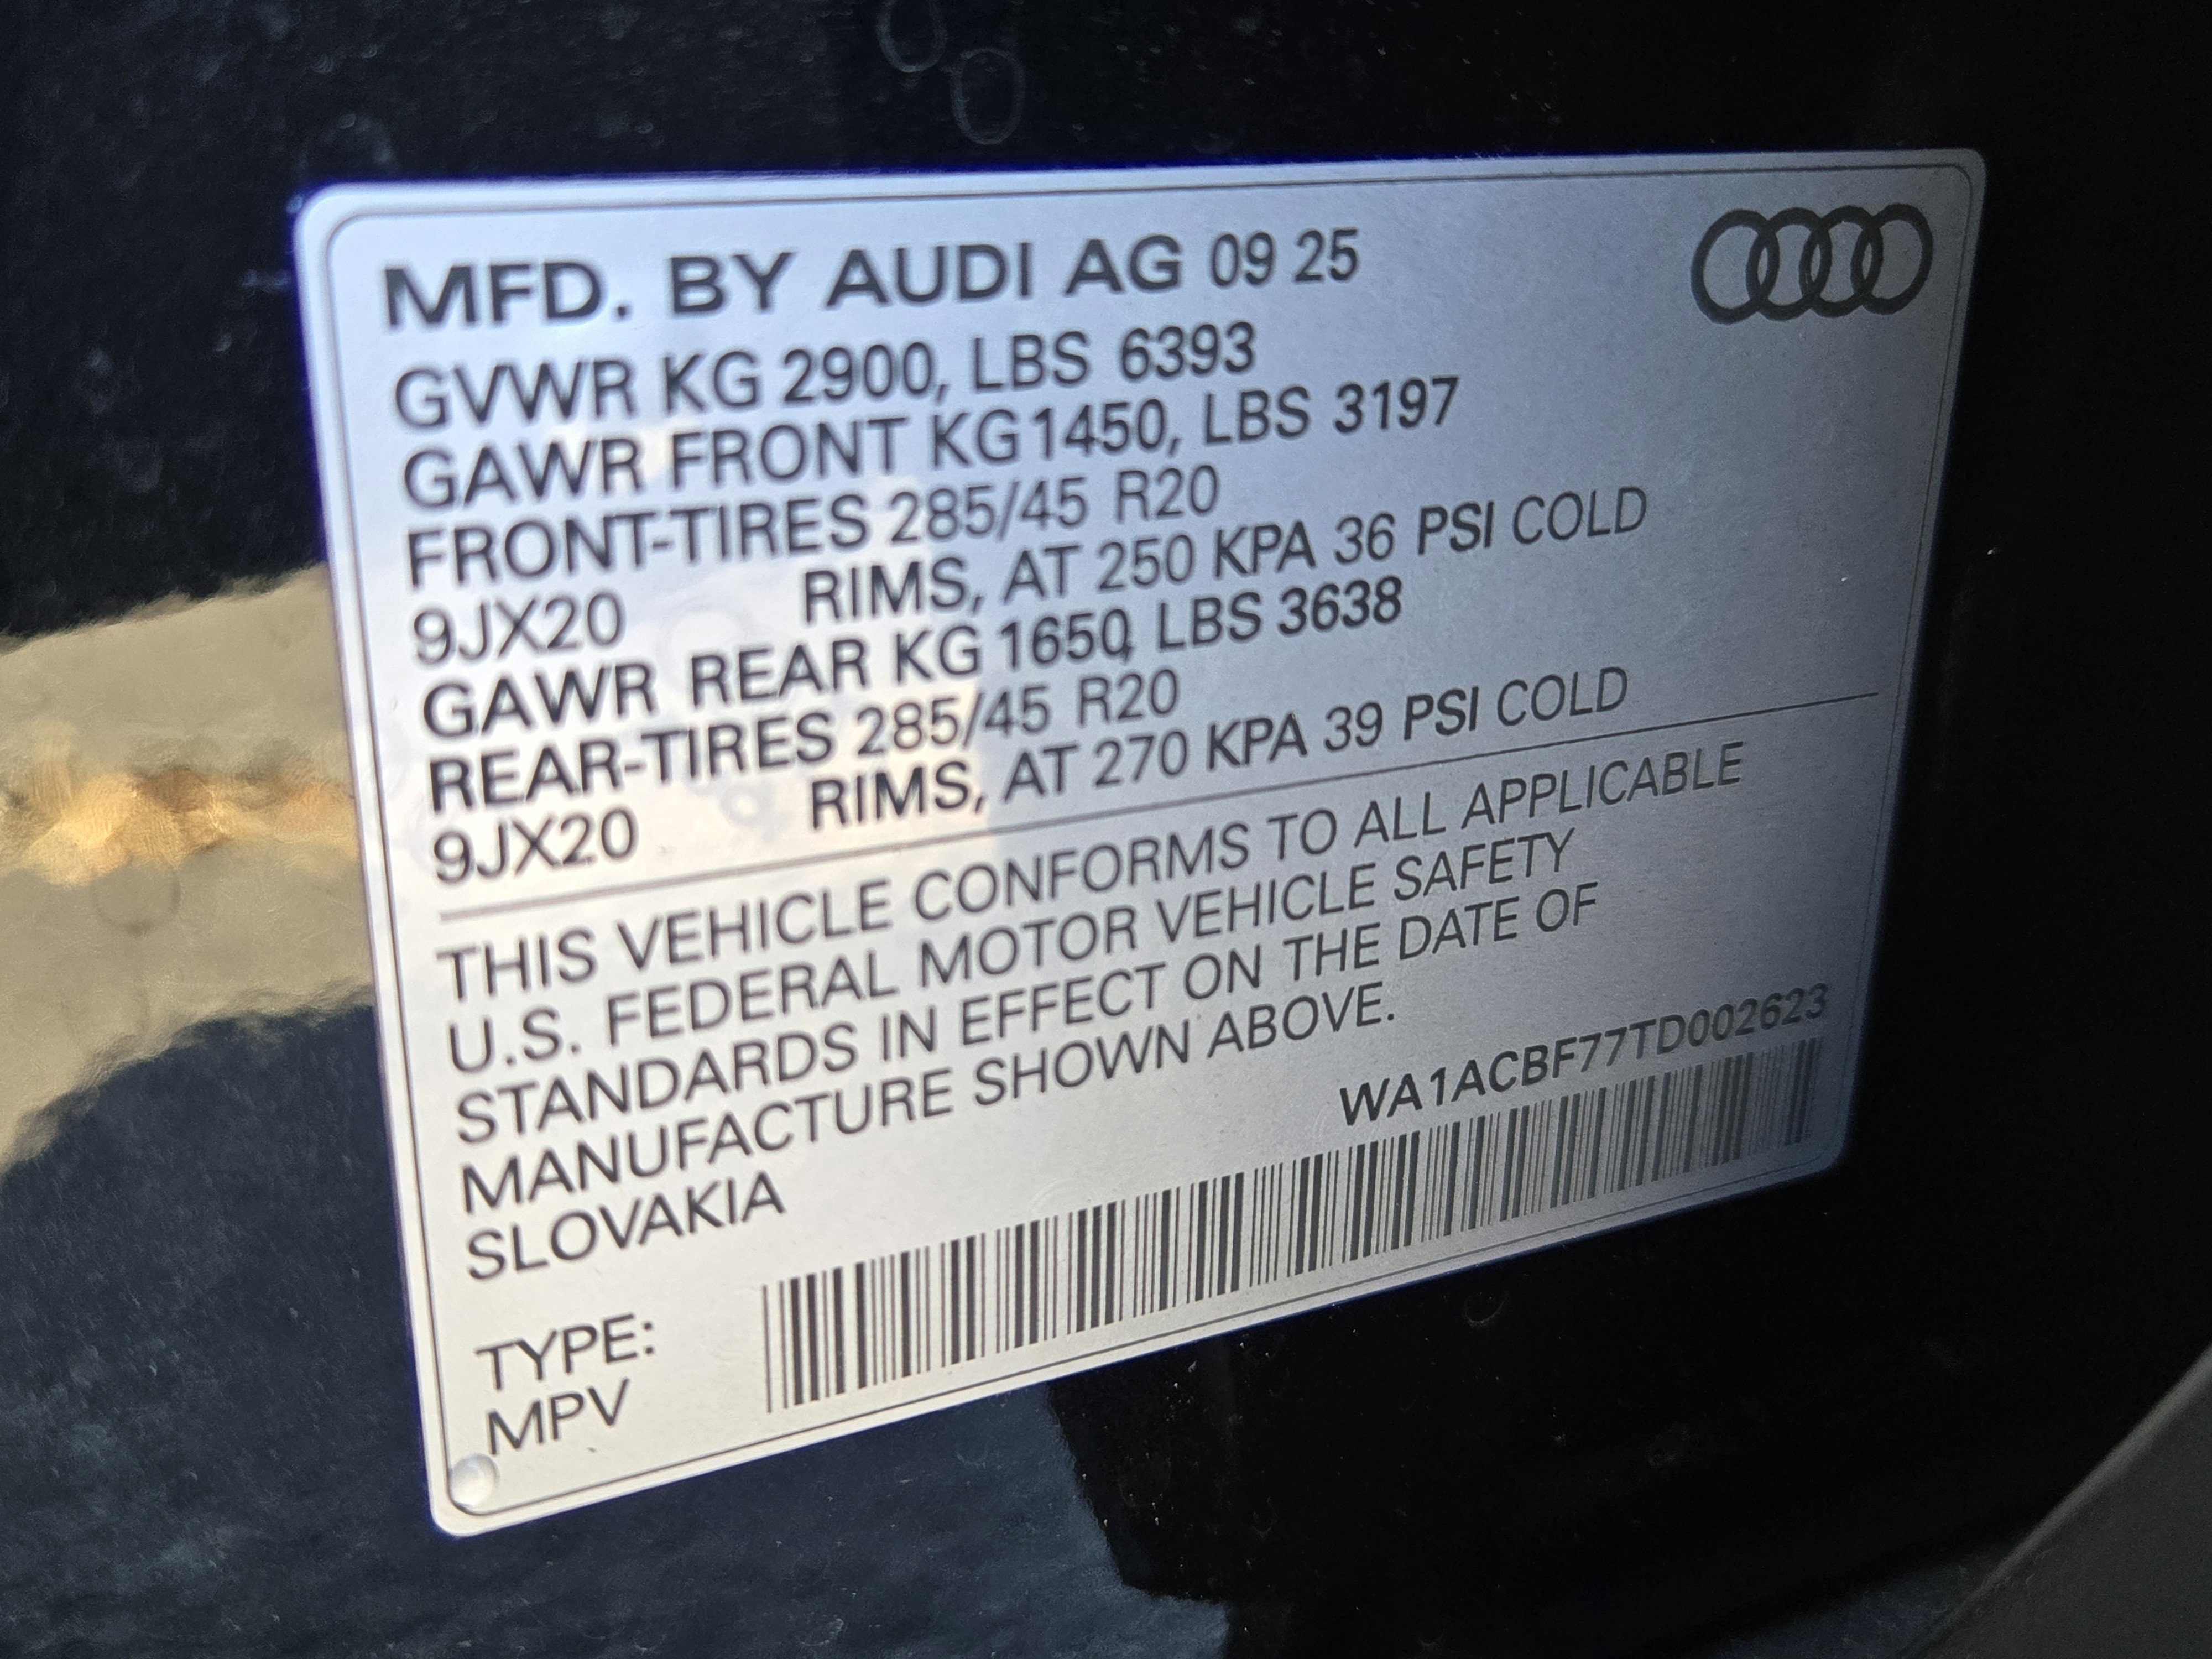 MFD. BY AUDI AG 09 25
GVWR KG 2900, LBS 6393
GAWR FRONT KG 1450, LBS 3197
FRONT-TIRES 285/45 R20
9JX20 RIMS, AT 250 KPA 36 PSI COLD
GAWR REAR KG 1650, LBS 3638
REAR-TIRES 285/45 R20
9JX20 RIMS, AT 270 KPA 39 PSI COLD
THIS VEHICLE CONFORMS TO ALL APPLICABLE
U.S. FEDERAL MOTOR VEHICLE SAFETY
STANDARDS IN EFFECT ON THE DATE OF
MANUFACTURE SHOWN ABOVE.
SLOVAKIA
WA1ACBF77TD002623
TYPE:
MPV